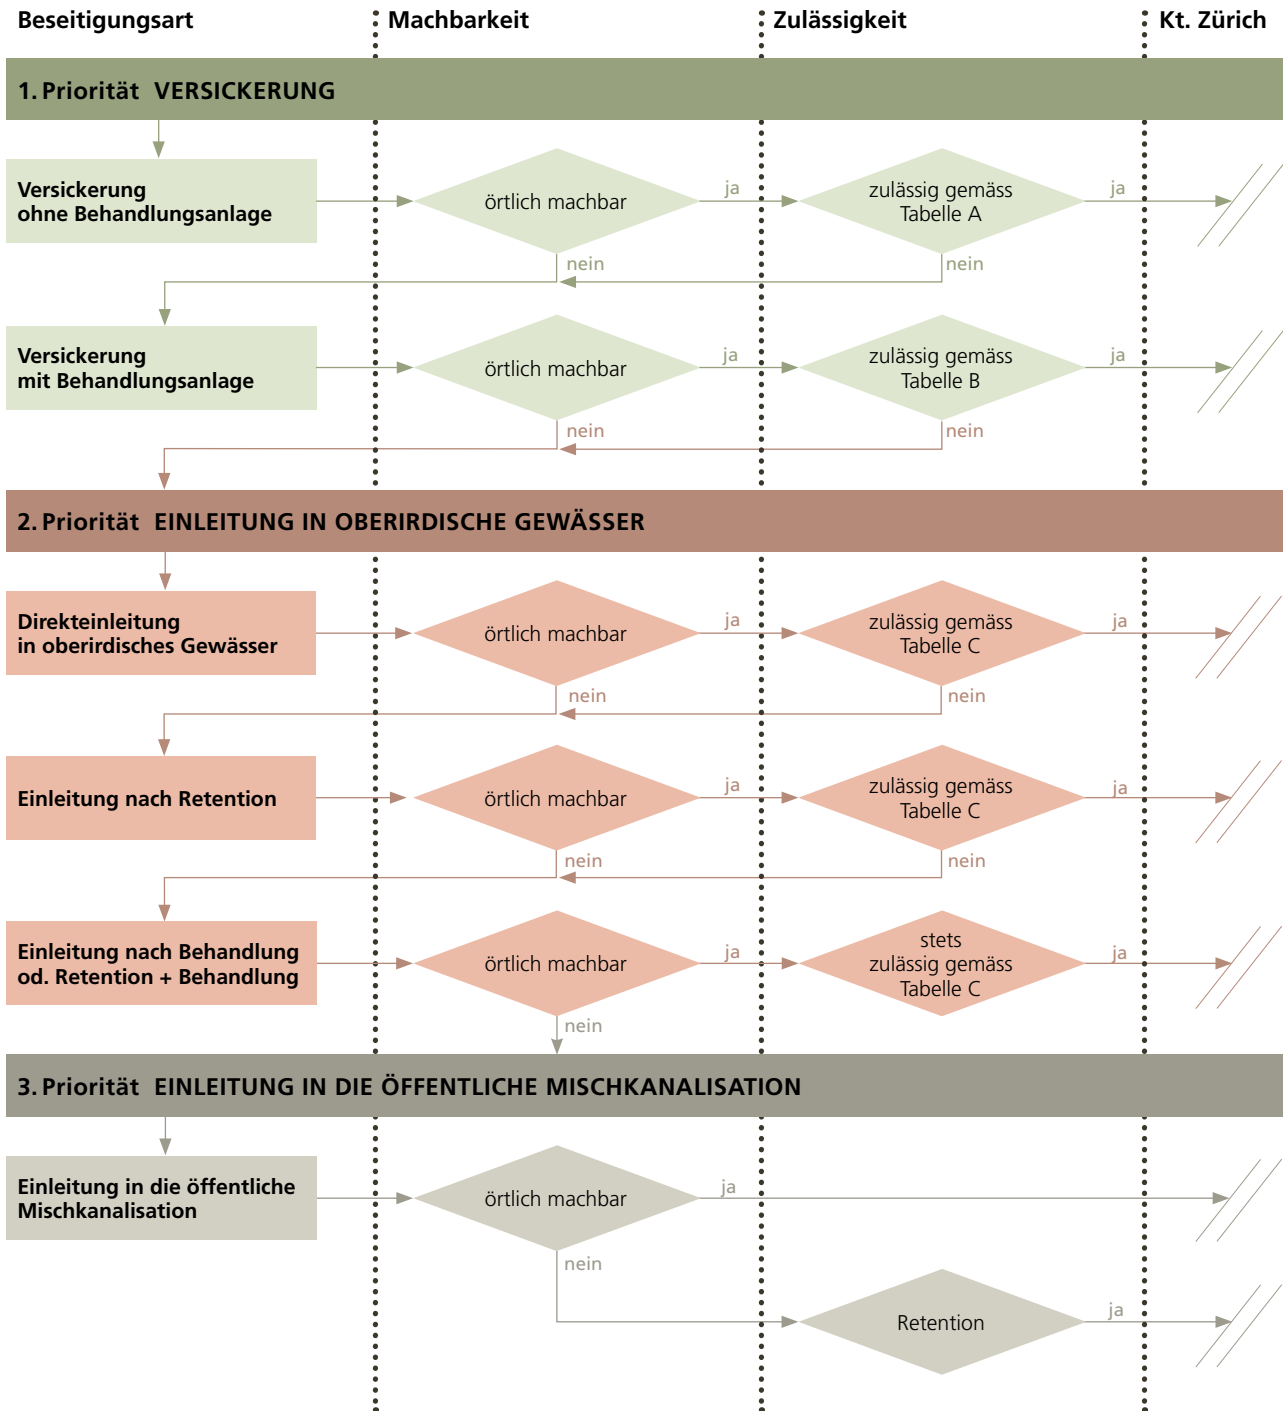 Beseitigungsart
Machbarkeit
Zulässigkeit
Kt. Zürich
1. Priorität VERSICKERUNG
Versickerung
ohne Behandlungsanlage
örtlich machbar
ja
zulässig gemäss
Tabelle A
ja
nein
nein
Versickerung
mit Behandlungsanlage
örtlich machbar
ja
zulässig gemäss
Tabelle B
ja
nein
nein
2. Priorität EINLEITUNG IN OBERIRDISCHE GEWÄSSER
Direkteinleitung
in oberirdisches Gewässer
örtlich machbar
ja
zulässig gemäss
Tabelle C
ja
nein
nein
Einleitung nach Retention
örtlich machbar
ja
zulässig gemäss
Tabelle C
ja
nein
nein
Einleitung nach Behandlung
od. Retention + Behandlung
örtlich machbar
ja
stets
zulässig gemäss
Tabelle C
ja
nein
3. Priorität EINLEITUNG IN DIE ÖFFENTLICHE MISCHKANALISATION
Einleitung in die öffentliche
Mischkanalisation
örtlich machbar
ja
nein
Retention
ja